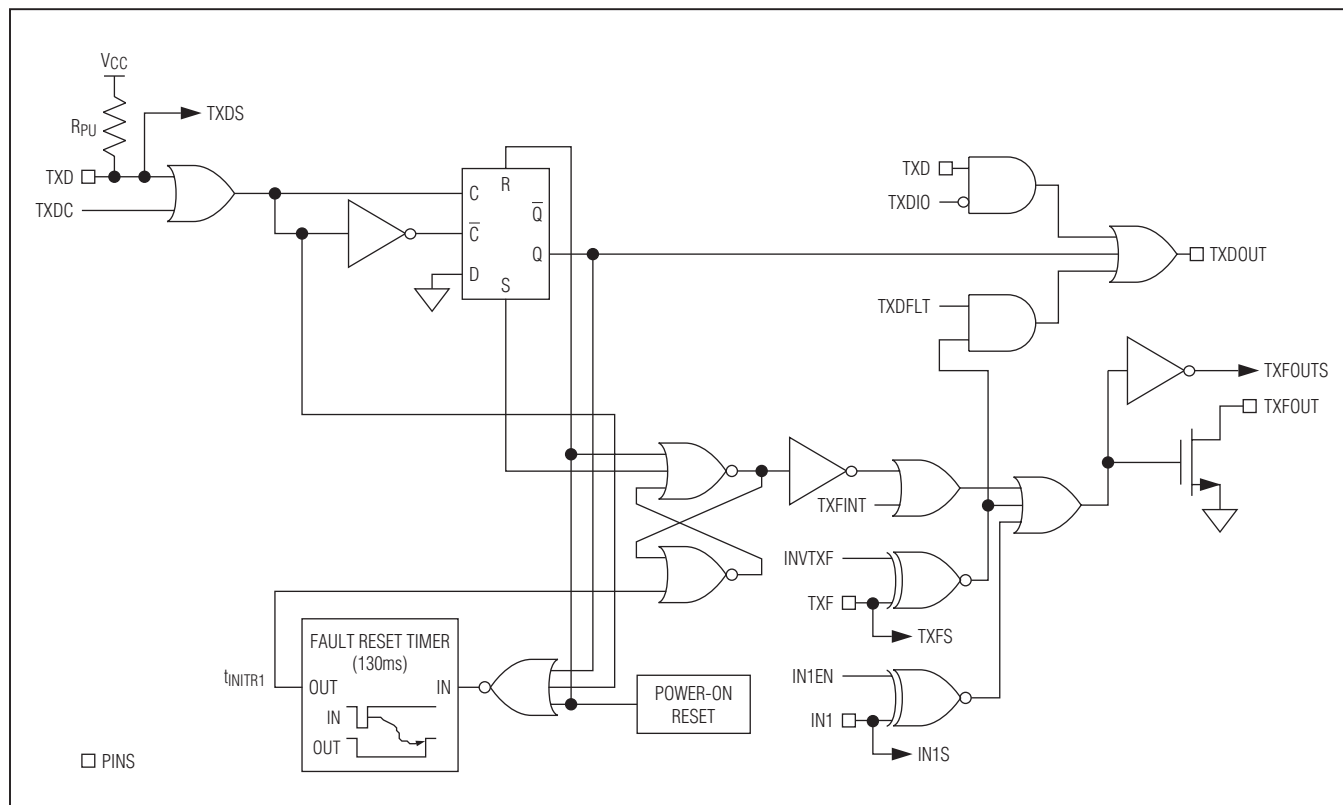 VCC
RPU
TXDS
TXD
TXDC
C
R
Q
C
Q
D
S
TXD
TXDIO
TXDOUT
TXDFLT
TXFOUTS
TXFOUT
TXFINT
INVTXF
TXF
TXFS
FAULT RESET TIMER
(130ms)
tINITR1
OUT
IN
IN
OUT
POWER-ON
RESET
IN1EN
IN1
IN1S
PINS